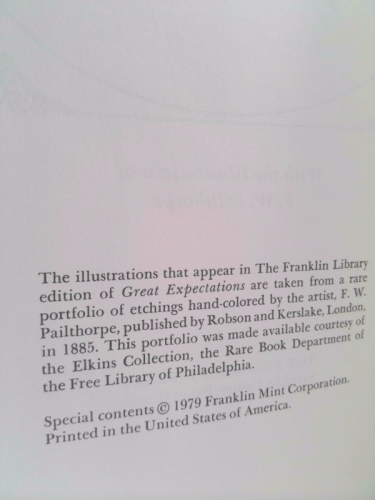 The illustrations that appear in The Franklin Library
edition of Great Expectations are taken from a rare
portfolio of etchings hand-colored by the artist, F. W.
Pailthorpe, published by Robson and Kerslake, London,
in 1885. This portfolio was made available courtesy of
the Elkins Collection, the Rare Book Department of
the Free Library of Philadelphia.
Special contents © 1979 Franklin Mint Corporation.
Printed in the United States of America.